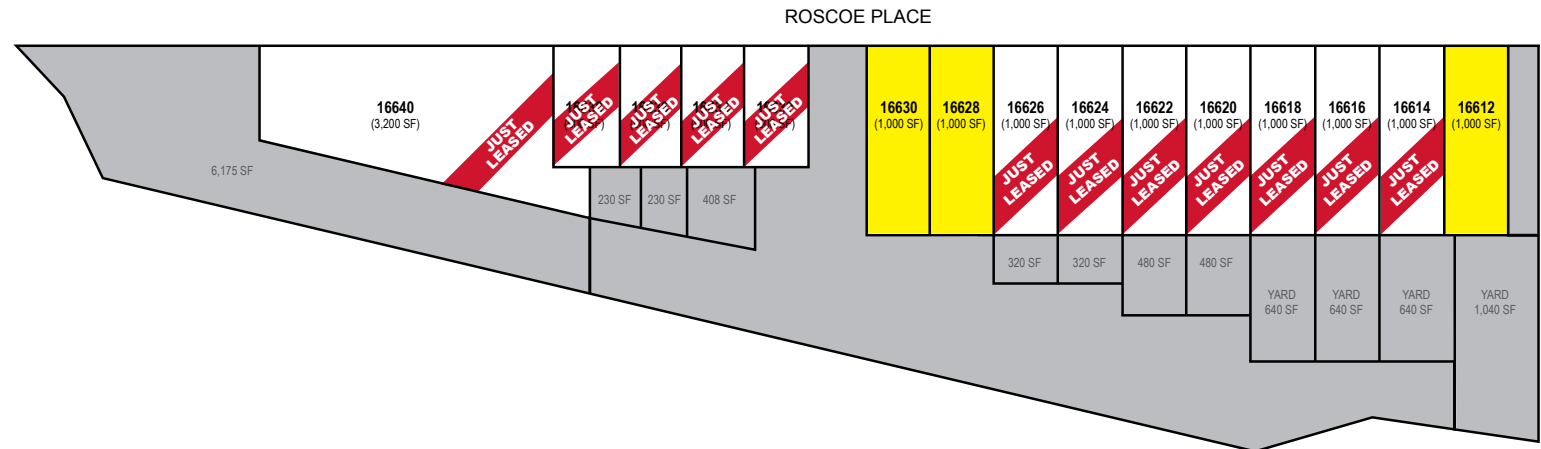 ROSCOE PLACE
16640
(3,200 SF)
JUST
LEASED
JUST
LEASED
JUST
LEASED
JUST
LEASED
JUST
LEASED
16630
(1,000 SF)
16628
(1,000 SF)
16626
(1,000 SF)
JUST
LEASED
16624
(1,000 SF)
JUST
LEASED
16622
(1,000 SF)
JUST
LEASED
16620
(1,000 SF)
JUST
LEASED
16618
(1,000 SF)
JUST
LEASED
16616
(1,000 SF)
JUST
LEASED
16614
(1,000 SF)
JUST
LEASED
16612
(1,000 SF)
6,175 SF
230 SF
230 SF
408 SF
320 SF
320 SF
480 SF
480 SF
YARD
640 SF
YARD
640 SF
YARD
640 SF
YARD
1,040 SF